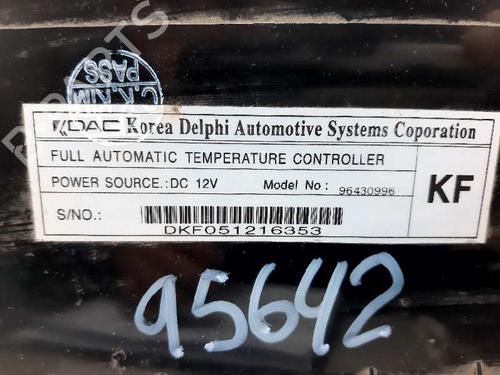 C.K.KIM
PASS
KDAC Korea Delphi Automotive Systems Coporation
FULL AUTOMATIC TEMPERATURE CONTROLLER
POWER SOURCE.:DC 12V Model No : 96430996
KF
S/NO.:
DKF051216353
95642